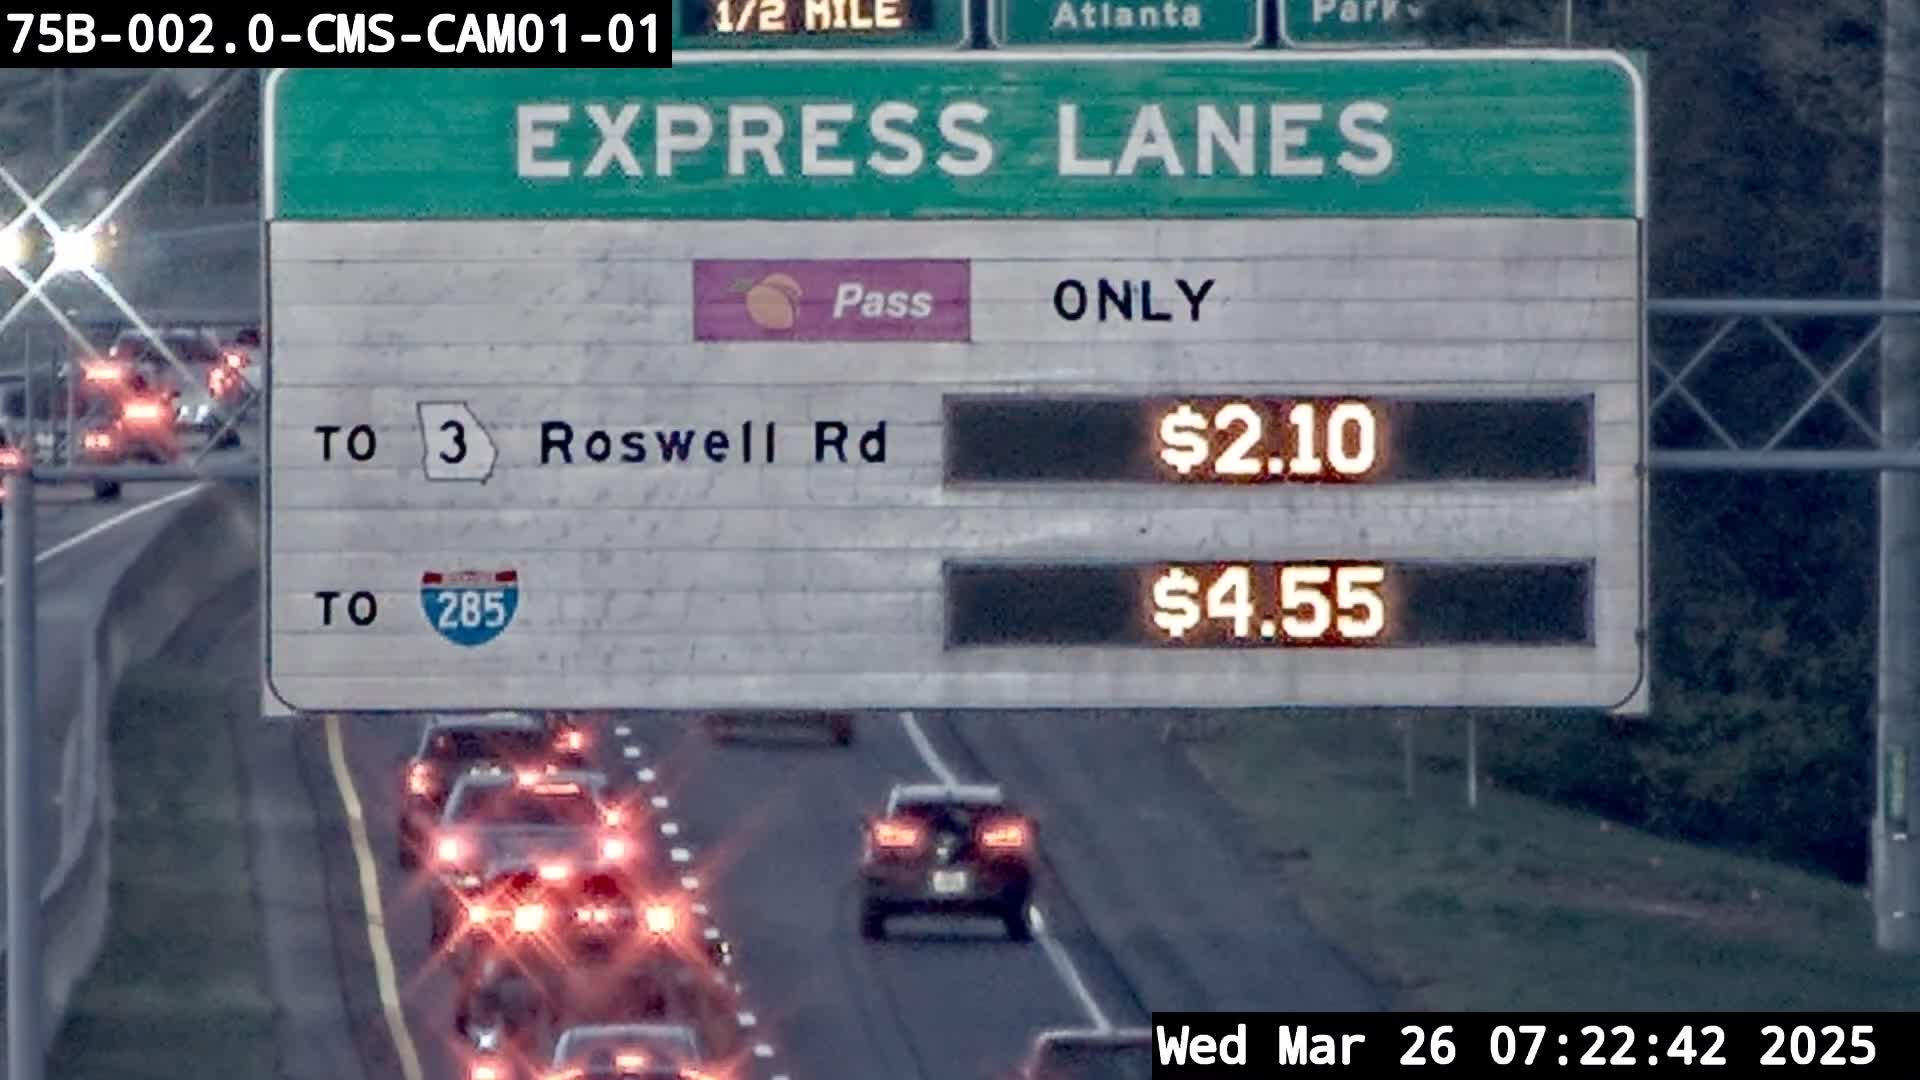 75B-002.0-CMS-CAM01-01
1/2 MILE
Atlanta
Park
EXPRESS LANES
Pass ONLY
TO 3 Roswell Rd $2.10
TO 285 $4.55
Wed Mar 26 07:22:42 2025